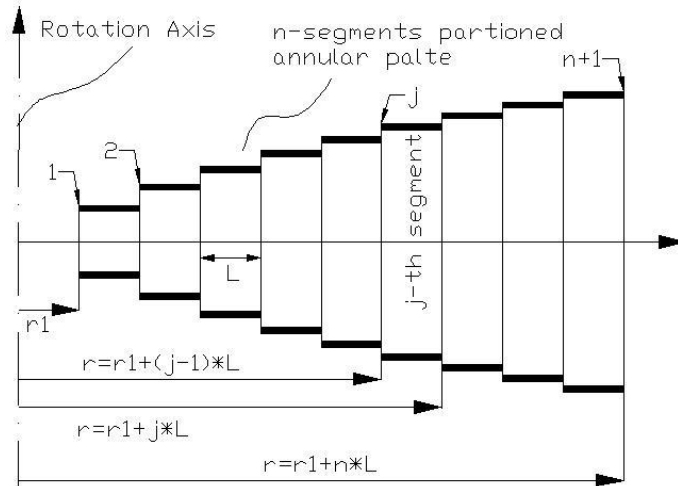 Rotation Axis
n-segments partioned
annular palte
n+1
j
2
1
j-th segment
L
r1
r=r1+(j-1)*L
r=r1+j*L
r=r1+n*L